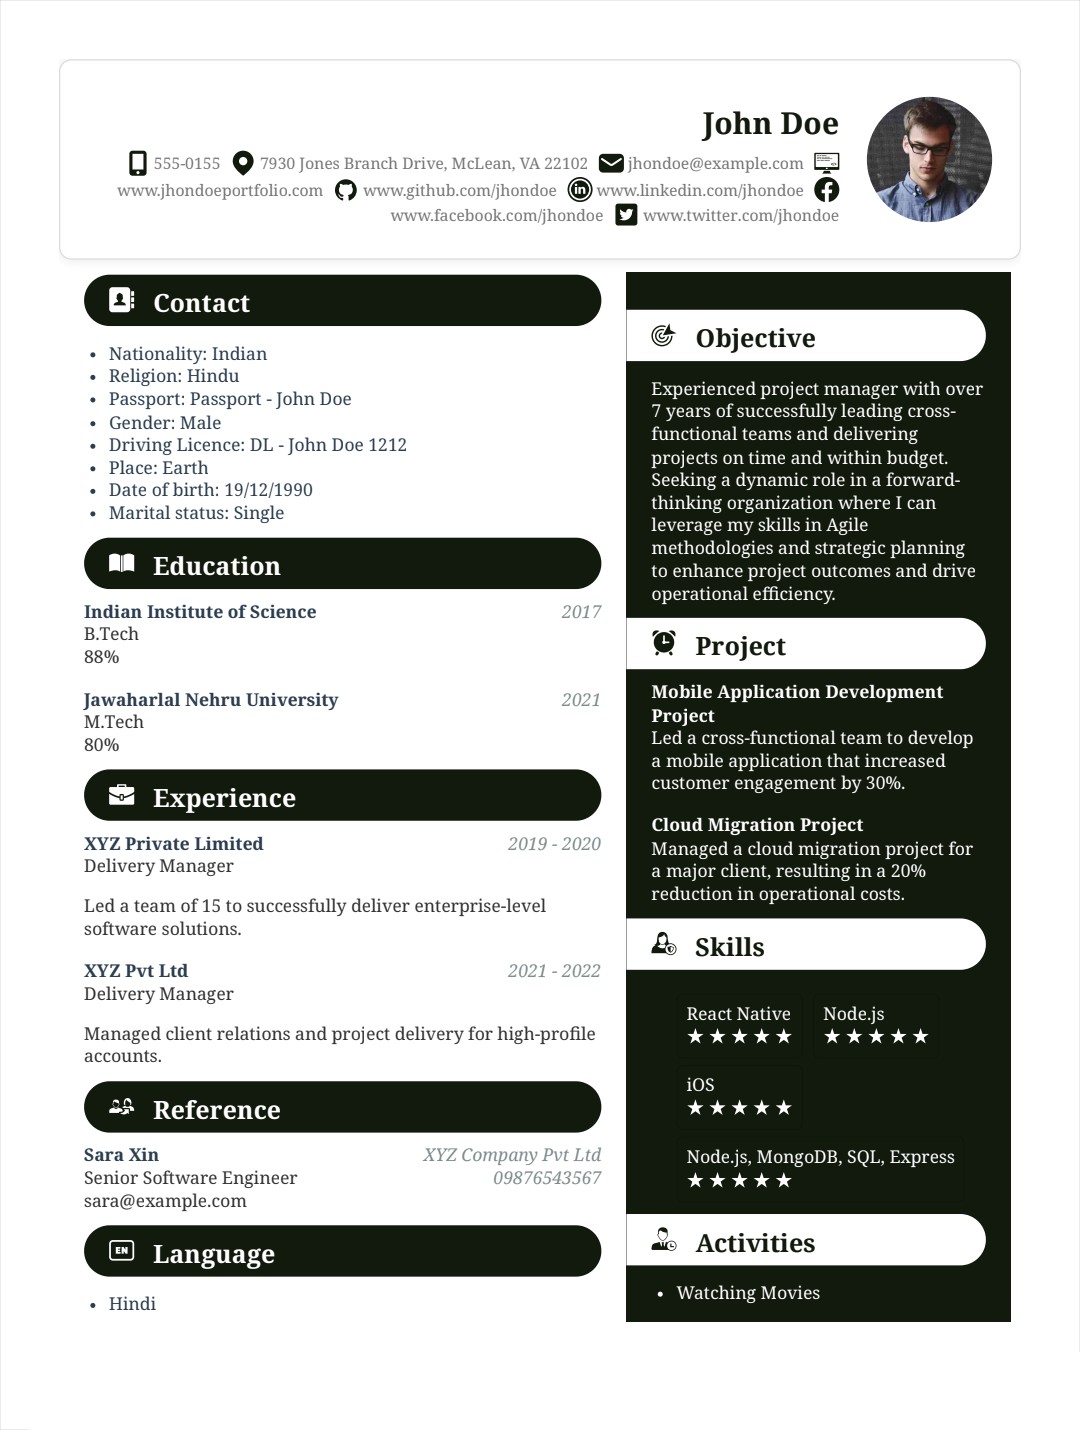 John Doe
555-0155 7930 Jones Branch Drive, McLean, VA 22102 jhondoe@example.com
www.jhondoeportfolio.com www.github.com/jhondoe www.linkedin.com/jhondoe
www.facebook.com/jhondoe www.twitter.com/jhondoe
Contact
• Nationality: Indian
• Religion: Hindu
• Passport: Passport - John Doe
• Gender: Male
• Driving Licence: DL - John Doe 1212
• Place: Earth
• Date of birth: 19/12/1990
• Marital status: Single
Education
Indian Institute of Science 2017
B.Tech
88%
Jawaharlal Nehru University 2021
M.Tech
80%
Experience
XYZ Private Limited 2019 - 2020
Delivery Manager
Led a team of 15 to successfully deliver enterprise-level
software solutions.
XYZ Pvt Ltd 2021 - 2022
Delivery Manager
Managed client relations and project delivery for high-profile
accounts.
Reference
Sara Xin XYZ Company Pvt Ltd
Senior Software Engineer 09876543567
sara@example.com
EN Language
• Hindi
Objective
Experienced project manager with over
7 years of successfully leading cross-
functional teams and delivering
projects on time and within budget.
Seeking a dynamic role in a forward-
thinking organization where I can
leverage my skills in Agile
methodologies and strategic planning
to enhance project outcomes and drive
operational efficiency.
Project
Mobile Application Development
Project
Led a cross-functional team to develop
a mobile application that increased
customer engagement by 30%.
Cloud Migration Project
Managed a cloud migration project for
a major client, resulting in a 20%
reduction in operational costs.
Skills
React Native Node.js
★★★★★ ★★★★★
iOS
★★★★★
Node.js, MongoDB, SQL, Express
★★★★★
Activities
• Watching Movies